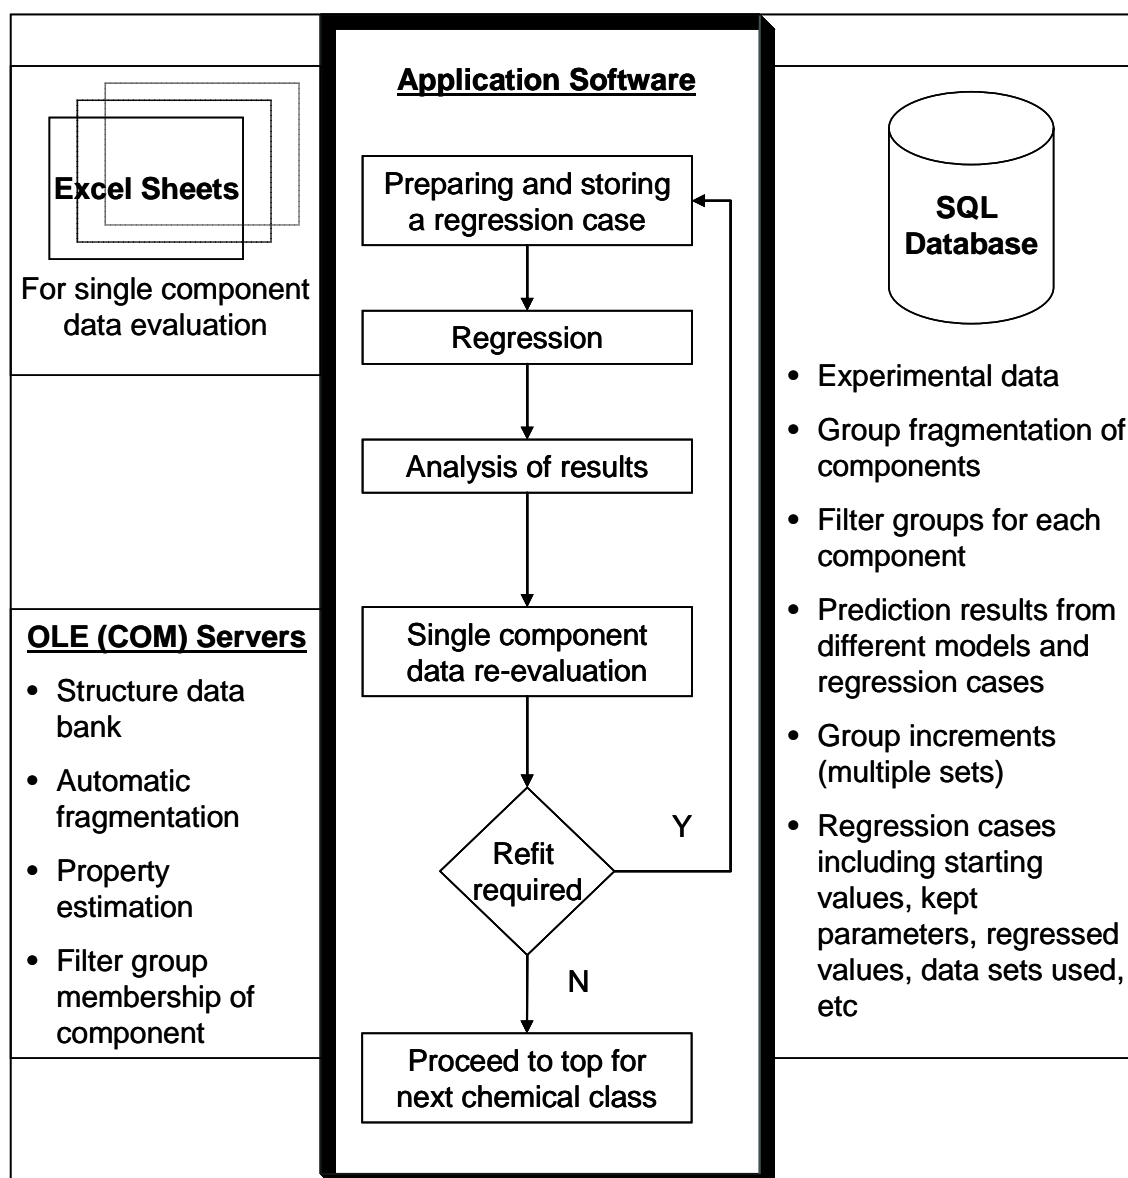 Excel Sheets
For single component
data evaluation
OLE (COM) Servers
• Structure data
bank
• Automatic
fragmentation
• Property
estimation
• Filter group
membership of
component
Application Software
Preparing and storing
a regression case
Regression
Analysis of results
Single component
data re-evaluation
Refit
required
Y
N
Proceed to top for
next chemical class
SQL
Database
• Experimental data
• Group fragmentation of
components
• Filter groups for each
component
• Prediction results from
different models and
regression cases
• Group increments
(multiple sets)
• Regression cases
including starting
values, kept
parameters, regressed
values, data sets used,
etc